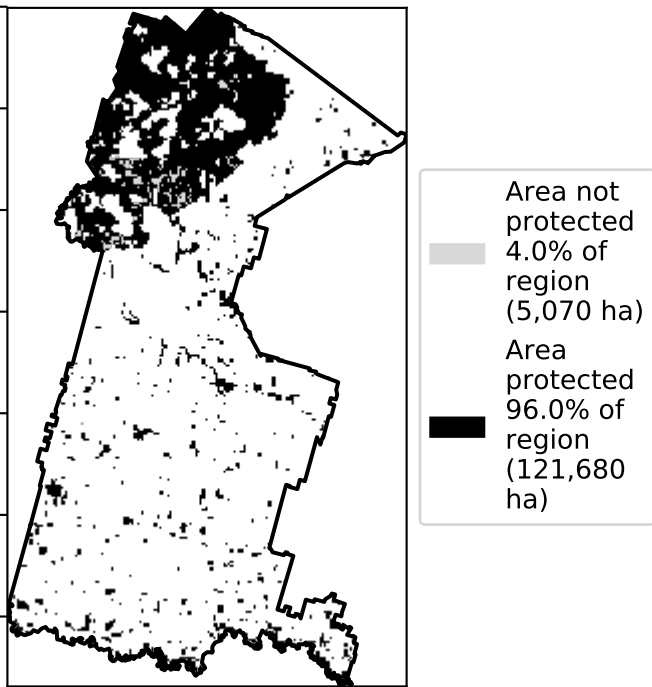 Area not
protected
4.0% of
region
(5,070 ha)
Area
protected
96.0% of
region
(121,680
ha)